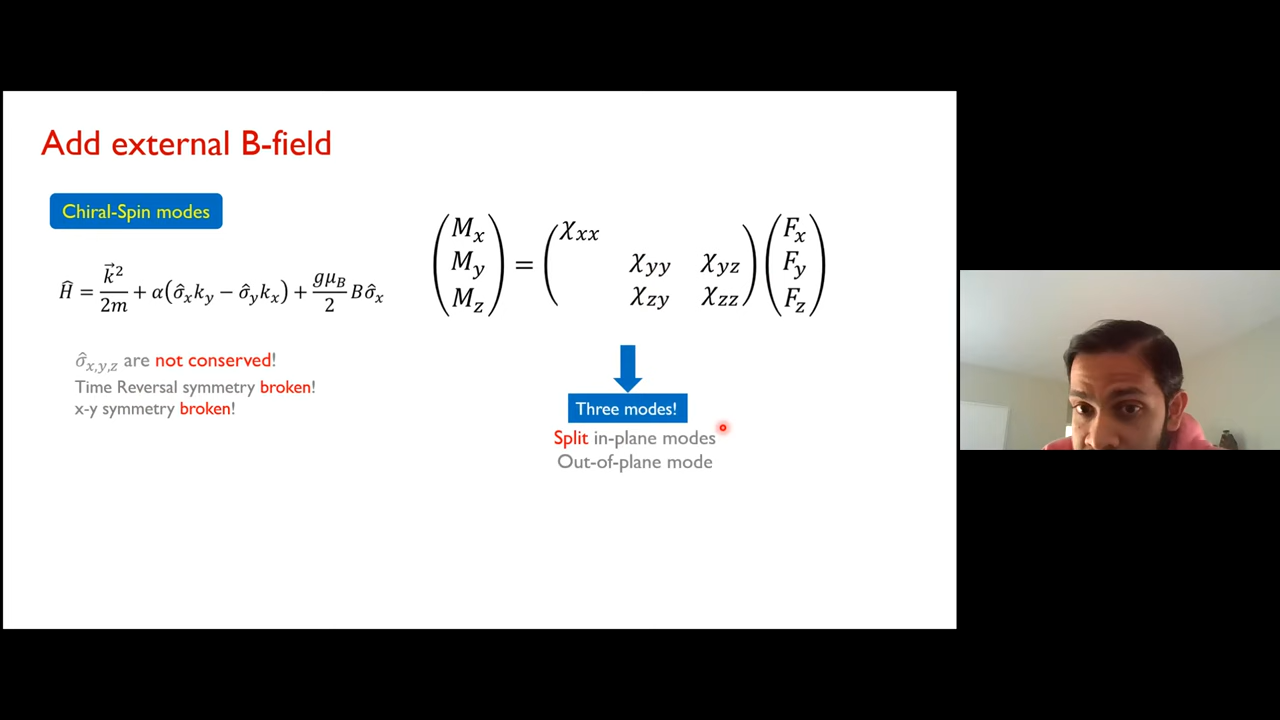 Add external B-field
Chiral-Spin modes
Ĥ = k⃗²/2m + α(σ̂ₓk_y − σ̂_ykₓ) + gμ_B/2 Bσ̂ₓ
σ̂_x,y,z are not conserved!
Time Reversal symmetry broken!
x-y symmetry broken!
(Mₓ M_y M_z) = (χₓₓ χ_yy χ_yz χ_zy χ_zz) (Fₓ F_y F_z)
Three modes!
Split in-plane modes
Out-of-plane mode